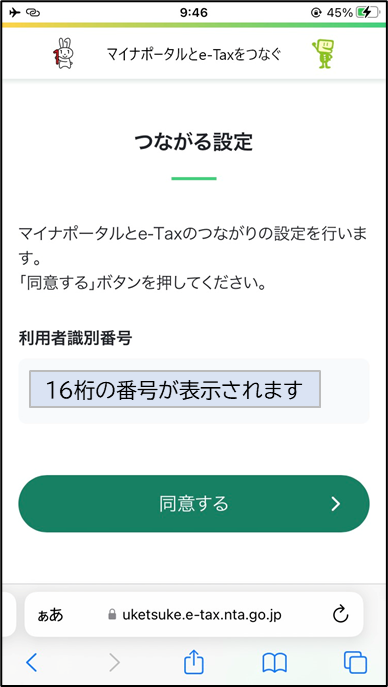 9:46
45%
マイナポータルとe-Taxをつなぐ
つながる設定
マイナポータルとe-Taxのつながりの設定を行いま
す。
「同意する」ボタンを押してください。
利用者識別番号
16桁の番号が表示されます
同意する
ぁあ
uketsuke.e-tax.nta.go.jp